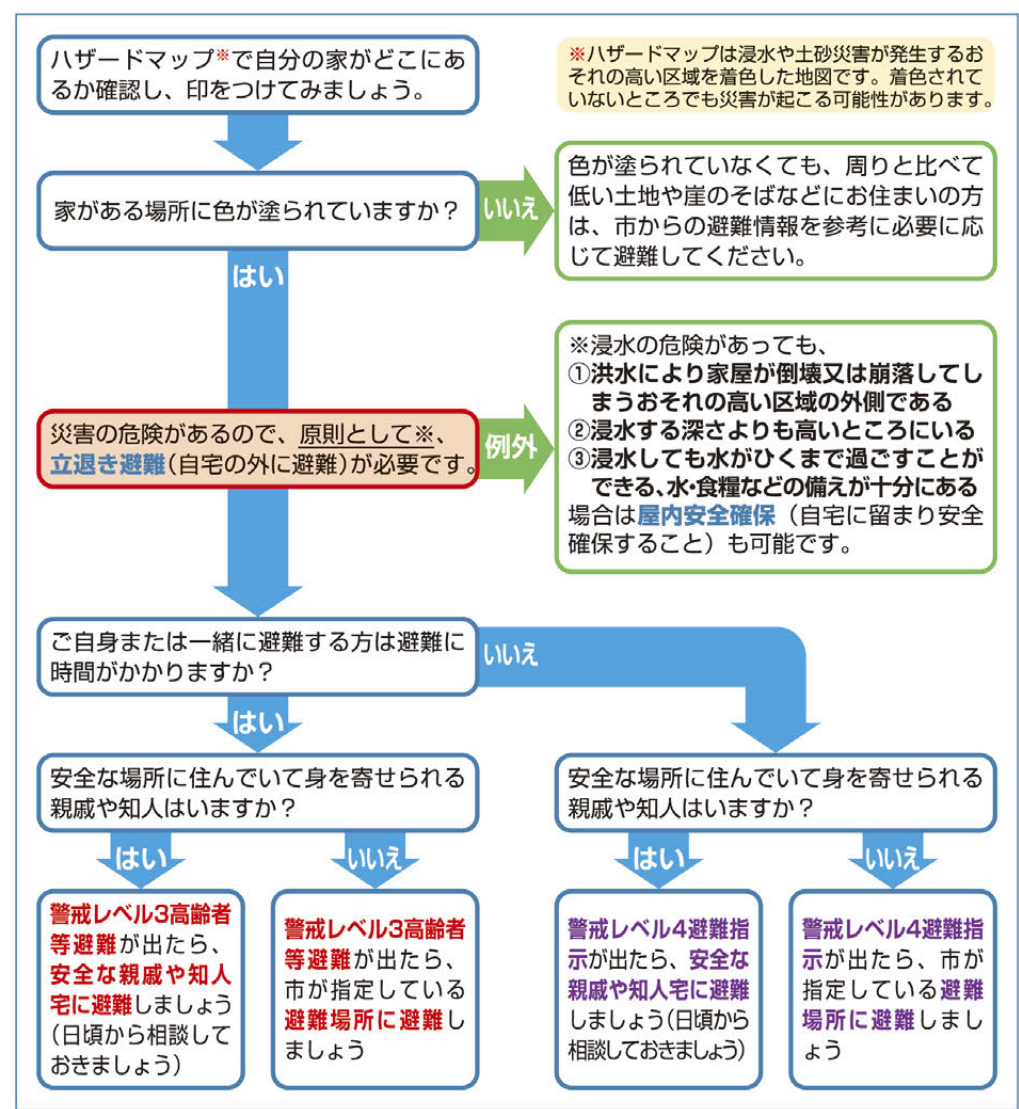 ハザードマップ※で自分の家がどこにあ
るか確認し、印をつけてみましょう。
※ハザードマップは浸水や土砂災害が発生するお
それの高い区域を着色した地図です。着色されて
いないところでも災害が起こる可能性があります。
家がある場所に色が塗られていますか？
いいえ
色が塗られていなくても、周りと比べて
低い土地や崖のそばなどにお住まいの方
は、市からの避難情報を参考に必要に応
じて避難してください。
はい
災害の危険があるので、原則として※、
立退き避難(自宅の外に避難)が必要です。
例外
※浸水の危険があっても、
①洪水により家屋が倒壊又は崩落してし
まうおそれの高い区域の外側である
②浸水する深さよりも高いところにいる
③浸水しても水がひくまで過ごすことが
できる、水・食糧などの備えが十分にある
場合は屋内安全確保（自宅に留まり安全
確保すること）も可能です。
ご自身または一緒に避難する方は避難に
時間がかかりますか？
いいえ
はい
安全な場所に住んでいて身を寄せられる
親戚や知人はいますか？
はい
いいえ
警戒レベル3高齢者
等避難が出たら、
安全な親戚や知人
宅に避難しましょう
(日頃から相談して
おきましょう)
警戒レベル3高齢者
等避難が出たら、
市が指定している
避難場所に避難し
ましょう
安全な場所に住んでいて身を寄せられる
親戚や知人はいますか？
はい
いいえ
警戒レベル4避難指
示が出たら、安全な
親戚や知人宅に避難
しましょう(日頃から
相談しておきましょう)
警戒レベル4避難指
示が出たら、市が
指定している避難
場所に避難しまし
ょう